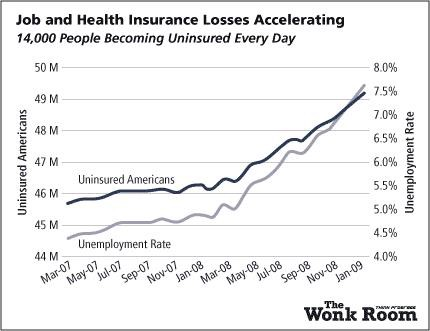 Job and Health Insurance Losses Accelerating
14,000 People Becoming Uninsured Every Day
50 M
49 M
48 M
47 M
46 M
45 M
44 M
Uninsured Americans
8.0%
7.5%
7.0%
6.5%
6.0%
5.5%
5.0%
4.5%
4.0%
Unemployment Rate
Uninsured Americans
Unemployment Rate
Mar-07
May-07
Jul-07
Sep-07
Nov-07
Jan-08
Mar-08
May-08
Jul-08
Sep-08
Nov-08
Jan-09
The
THINK PROGRESS
Wonk Room